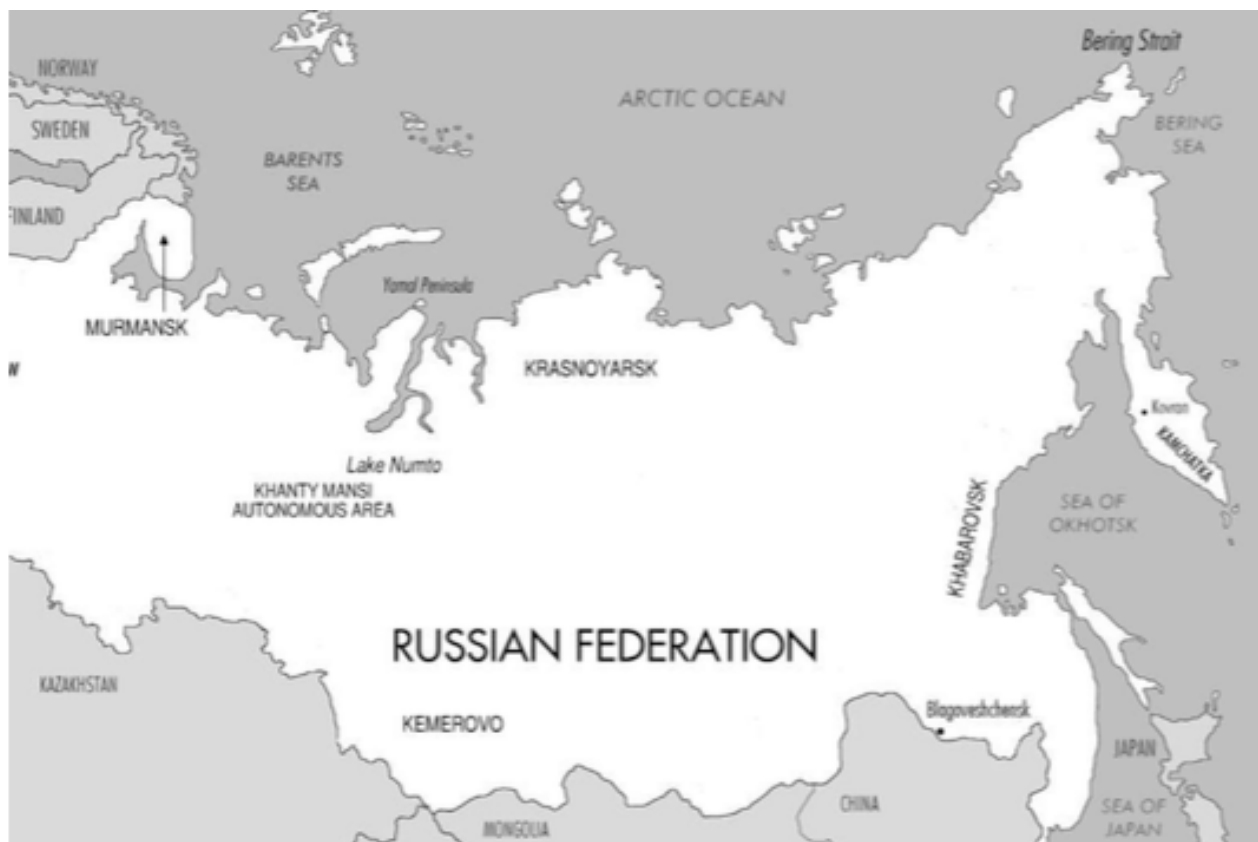 Bering Strait
NORWAY
ARCTIC OCEAN
SWEDEN
BERING
SEA
BARENTS
SEA
FINLAND
Yamal Peninsula
MURMANSK
KRASNOYARSK
Kovran
KAMCHATKA
Lake Numto
KHANTY MANSI
AUTONOMOUS AREA
SEA OF
OKHOTSK
KHABAROVSK
RUSSIAN FEDERATION
KAZAKHSTAN
KEMEROVO
Blagoveshchensk
JAPAN
CHINA
SEA OF
JAPAN
MONGOLIA